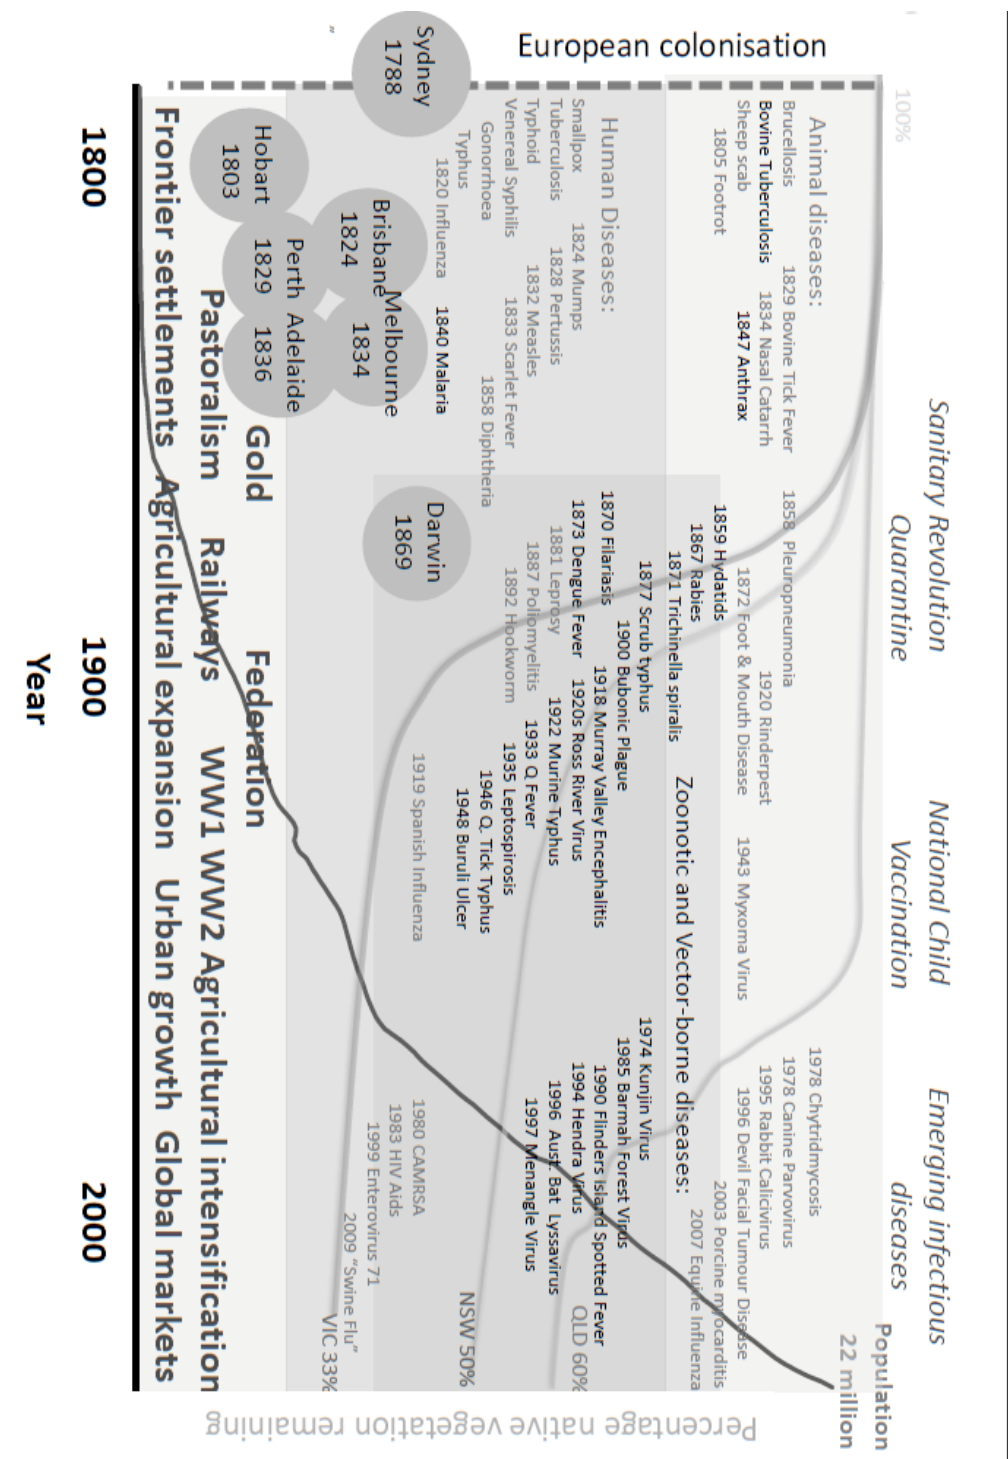 Sanitary Revolution
Quarantine
National Child
Vaccination
Emerging infectious
diseases
Population
22 million
100%
European colonisation
Animal diseases:
Brucellosis
1829 Bovine Tick Fever
1858 Pleuropneumonia
Bovine Tuberculosis
1834 Nasal Catarrh
1920 Rinderpest
Sheep scab
1847 Anthrax
1872 Foot & Mouth Disease
1943 Myxoma Virus
1805 Footrot
1978 Chytridmycosis
1978 Canine Parvovirus
1995 Rabbit Calicivirus
1996 Devil Facial Tumour Disease
2003 Porcine myocarditis
2007 Equine Influenza
Zoonotic and Vector-borne diseases:
1859 Hydatids
1867 Rabies
1871 Trichinella spiralis
1877 Scrub typhus
1870 Filariasis
1900 Bubonic Plague
1873 Dengue Fever
1918 Murray Valley Encephalitis
1920s Ross River Virus
1922 Murine Typhus
1933 Q Fever
1935 Leptospirosis
1946 Q. Tick Typhus
1948 Buruli Ulcer
1974 Kunjin Virus
1985 Barmah Forest Virus
1990 Flinders Island Spotted Fever
1994 Hendra Virus
1996 Aust. Bat Lyssavirus
1997 Menangle Virus
Human Diseases:
Smallpox
1824 Mumps
Tuberculosis
1828 Pertussis
1881 Leprosy
Typhoid
1832 Measles
1887 Poliomyelitis
Venereal Syphilis
1833 Scarlet Fever
1892 Hookworm
Gonorrhoea
1858 Diphtheria
Typhus
1820 Influenza
1840 Malaria
1919 Spanish Influenza
1980 CAMRSA
1983 HIV Aids
1999 Enterovirus 71
2009 "Swine Flu"
QLD 60%
NSW 50%
VIC 33%
Percentage native vegetation remaining
Sydney
1788
Hobart
1803
Brisbane
1824
Perth
1829
Melbourne
1834
Adelaide
1836
Darwin
1869
Gold
Federation
Pastoralism
Railways
WW1 WW2 Agricultural intensification
Frontier settlements Agricultural expansion Urban growth Global markets
1800
1900
2000
Year